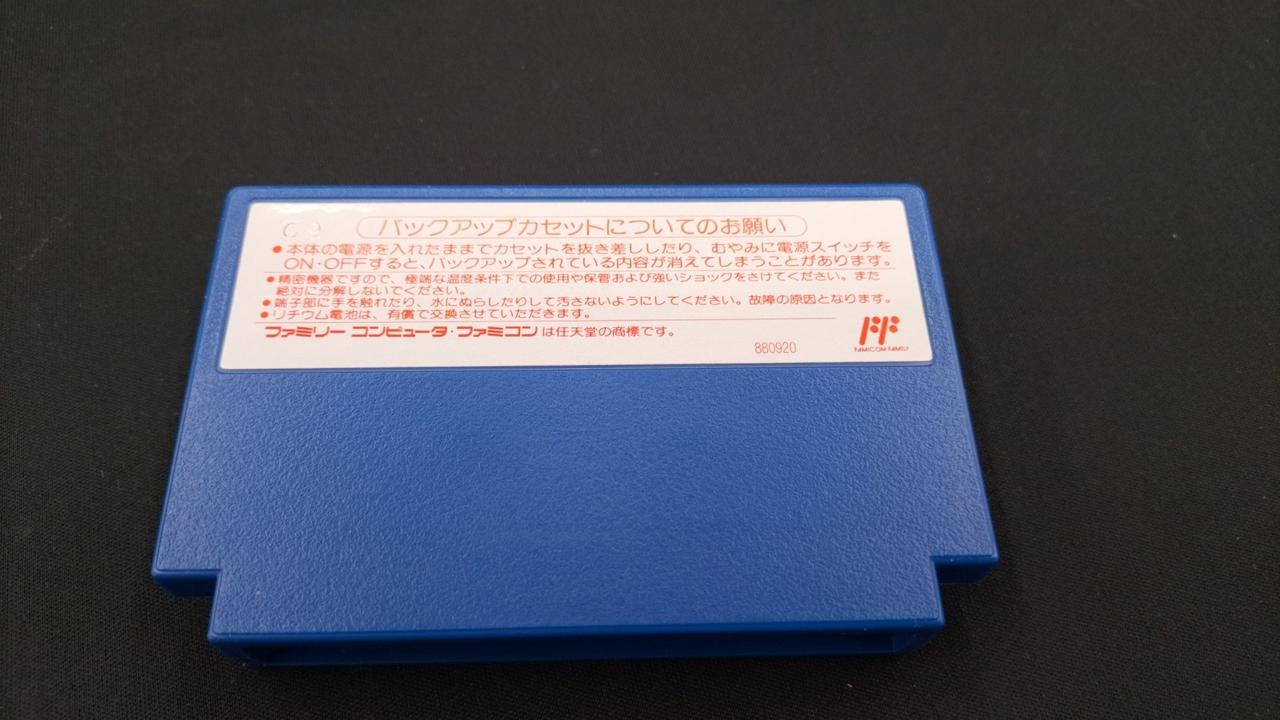 バックアップカセットについてのお願い
●本体の電源を入れたままでカセットを抜き差ししたり、むやみに電源スイッチを
ON・OFFすると、バックアップされている内容が消えてしまうことがあります。
●精密機器ですので、極端な温度条件下での使用や保管および強いショックをさけてください。また
絶対に分解しないでください。
●端子部に手を触れたり、水にぬらしたりして汚さないようにしてください。故障の原因となります。
●リチウム電池は、有償で交換させていただきます。
ファミリー コンピュータ・ファミコン は任天堂の商標です。
880920
FAMICOM FAMILY